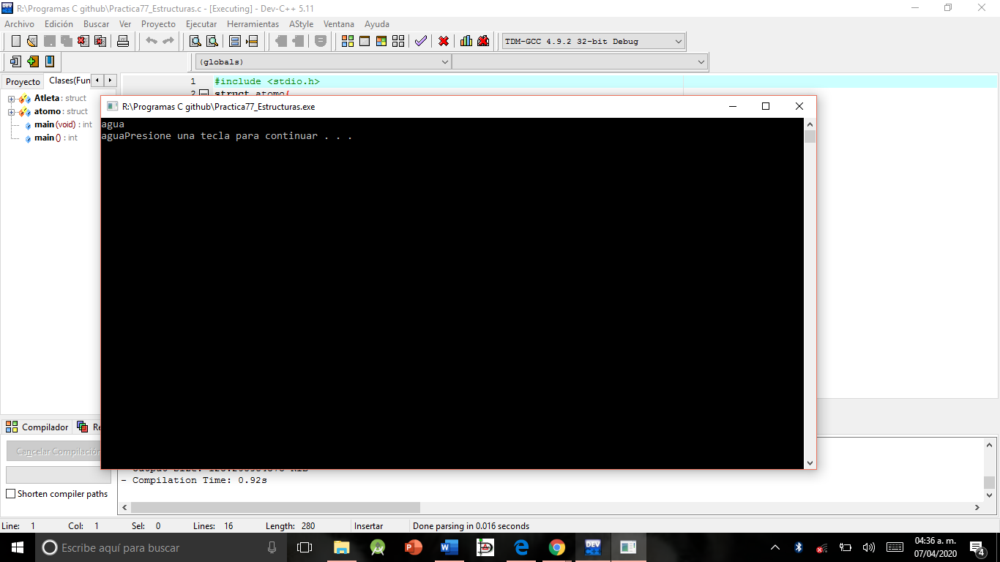 R:\Programas C github\Practica77_Estructuras.c - [Executing] - Dev-C++ 5.11
Archivo Edición Buscar Ver Proyecto Ejecutar Herramientas AStyle Ventana Ayuda
TDM-GCC 4.9.2 32-bit Debug
(globals)
Proyecto Clases(Fun
1 #include <stdio.h>
2 struct atomo{
Atleta : struct
atomo : struct
main (void) : int
main () : int
R:\Programas C github\Practica77_Estructuras.exe
agua
aguaPresione una tecla para continuar . . .
Compilador Re
Cancelar Compilación
- Compilation Time: 0.92s
Shorten compiler paths
Line: 1 Col: 1 Sel: 0 Lines: 16 Length: 280 Insertar Done parsing in 0.016 seconds
Escribe aquí para buscar
DEV
04:36 a. m.
07/04/2020
4